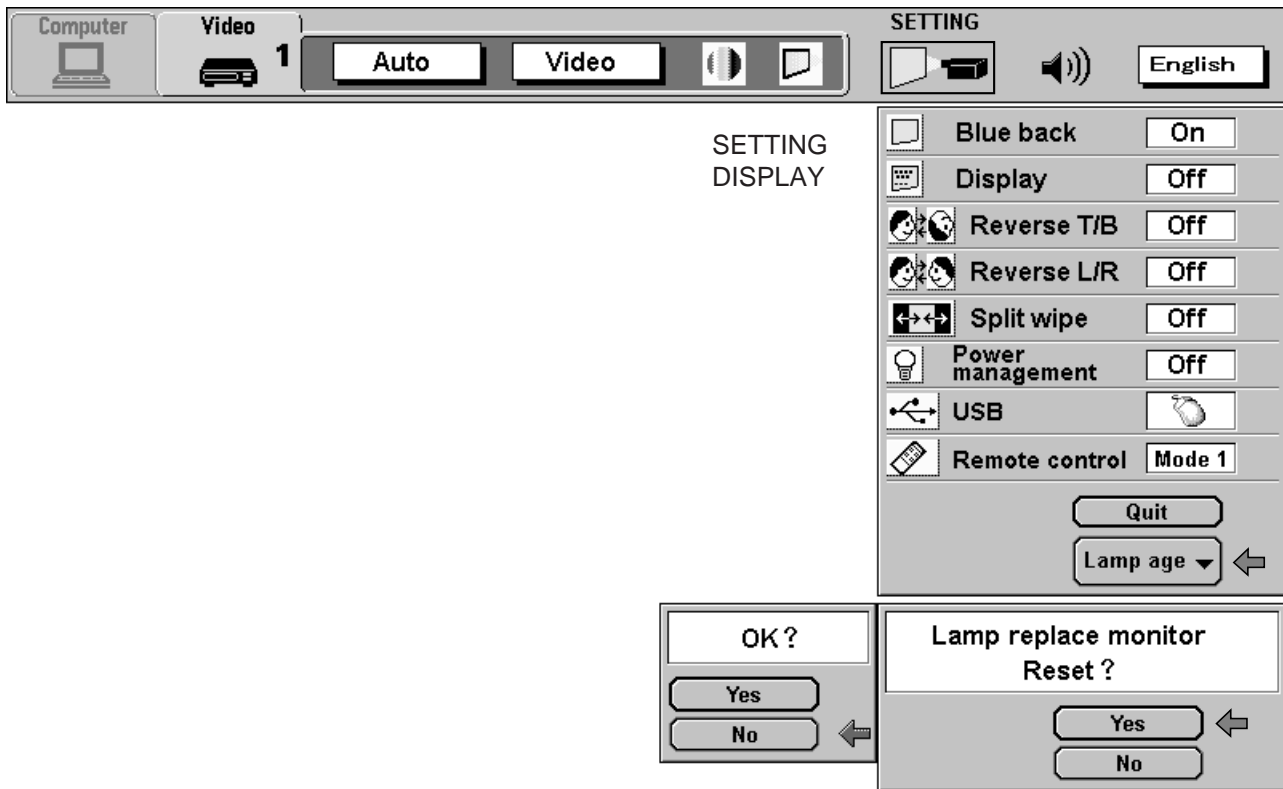 Computer
Video
1
Auto
Video
SETTING
English
SETTING
DISPLAY
Blue back On
Display Off
Reverse T/B Off
Reverse L/R Off
Split wipe Off
Power
management Off
USB
Remote control Mode 1
Quit
Lamp age
OK?
Yes
No
Lamp replace monitor
Reset?
Yes
No